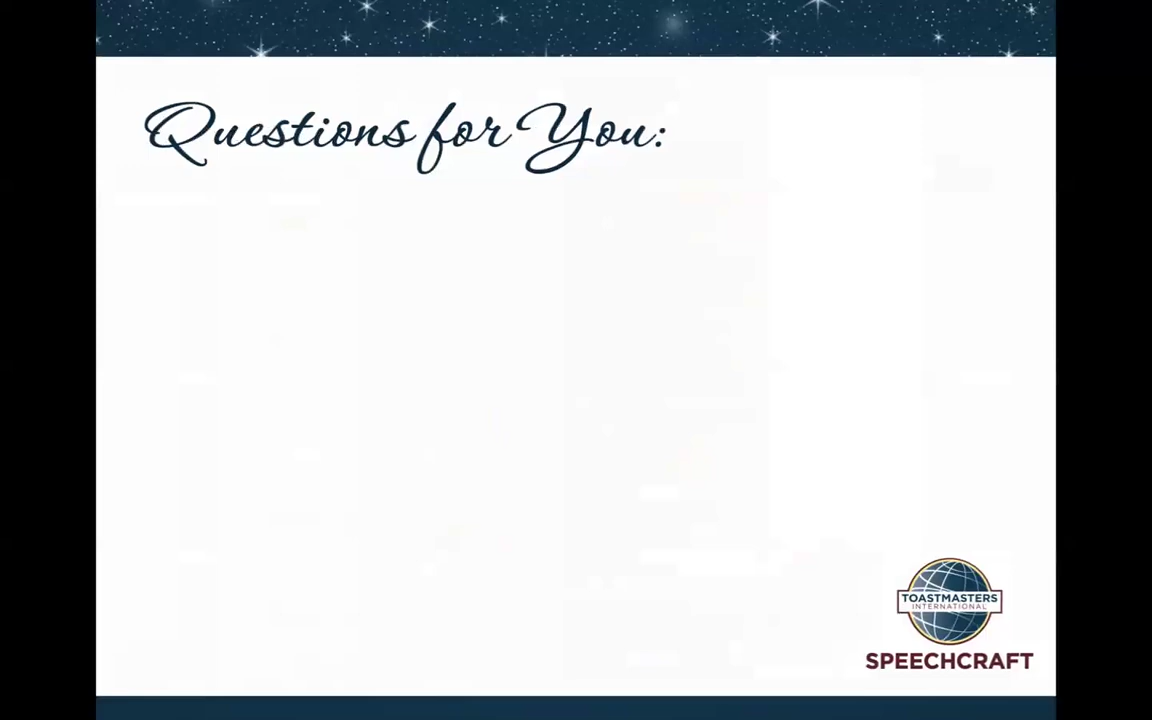 Questions for You:
TOASTMASTERS
INTERNATIONAL
SPEECHCRAFT